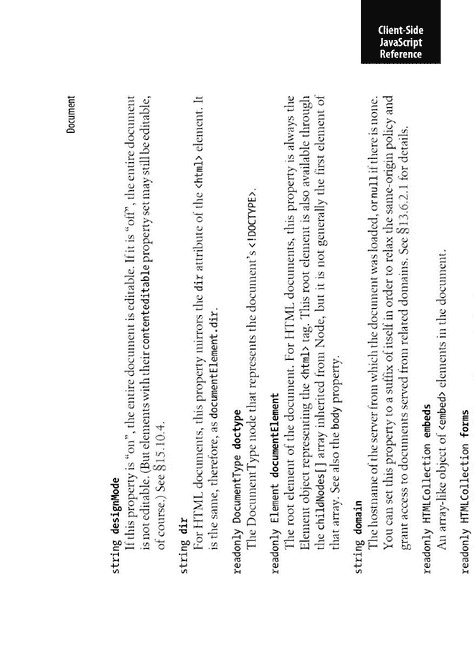 Client-Side
JavaScript
Reference
Document
string designMode
If this property is “on”, the entire document is editable. If it is “off”, the entire document
is not editable. (But elements with their contenteditable property set may still be editable,
of course.) See §15.10.4.
string dir
For HTML documents, this property mirrors the dir attribute of the <html> element. It
is the same, therefore, as documentElement.dir.
readonly DocumentType doctype
The DocumentType node that represents the document’s <!DOCTYPE>.
readonly Element documentElement
The root element of the document. For HTML documents, this property is always the
Element object representing the <html> tag. This root element is also available through
the childNodes[] array inherited from Node, but it is not generally the first element of
that array. See also the body property.
string domain
The hostname of the server from which the document was loaded, or null if there is none.
You can set this property to a suffix of itself in order to relax the same-origin policy and
grant access to documents served from related domains. See §13.6.2.1 for details.
readonly HTMLCollection embeds
An array-like object of <embed> elements in the document.
readonly HTMLCollection forms